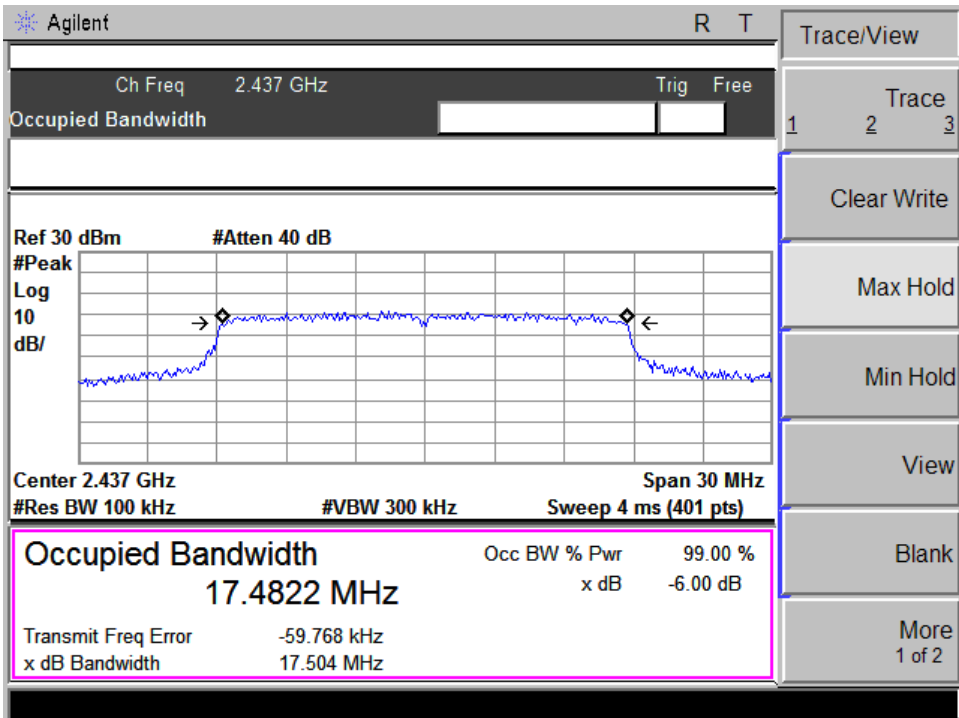 Agilent R T
Ch Freq 2.437 GHz Trig Free
Occupied Bandwidth
Ref 30 dBm #Atten 40 dB
#Peak
Log
10
dB/
Center 2.437 GHz Span 30 MHz
#Res BW 100 kHz #VBW 300 kHz Sweep 4 ms (401 pts)
Occupied Bandwidth Occ BW % Pwr 99.00 %
17.4822 MHz x dB -6.00 dB
Transmit Freq Error -59.768 kHz
x dB Bandwidth 17.504 MHz
Trace/View
Trace
1 2 3
Clear Write
Max Hold
Min Hold
View
Blank
More
1 of 2